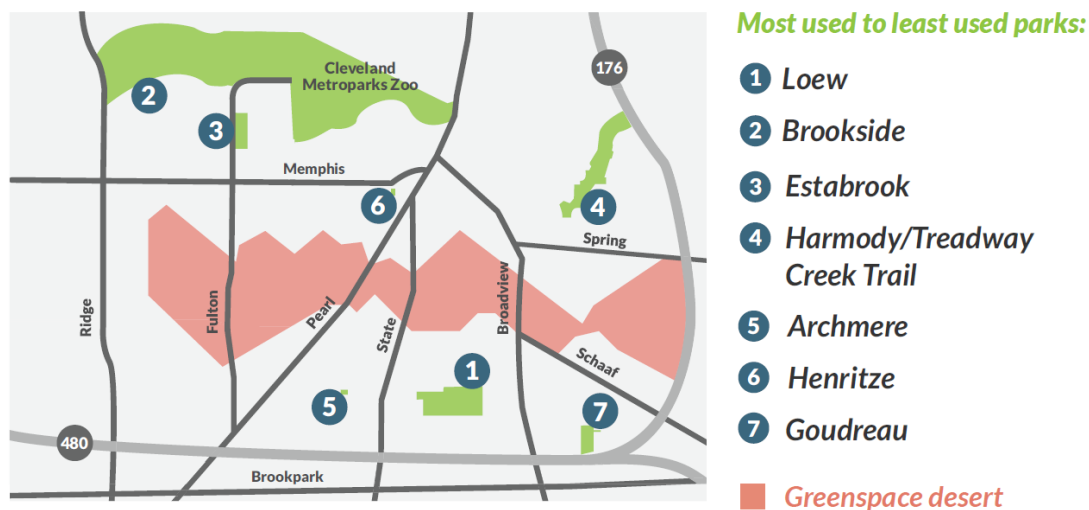 Most used to least used parks:
1 Loew
2 Brookside
3 Estabrook
4 Harmody/Treadway
Creek Trail
5 Archmere
6 Henritze
7 Goudreau
Greenspace desert
Cleveland
Metroparks Zoo
176
2
3
Memphis
6
4
Spring
Ridge
Fulton
Pearl
State
Broadview
Schaaf
1
5
7
480
Brookpark